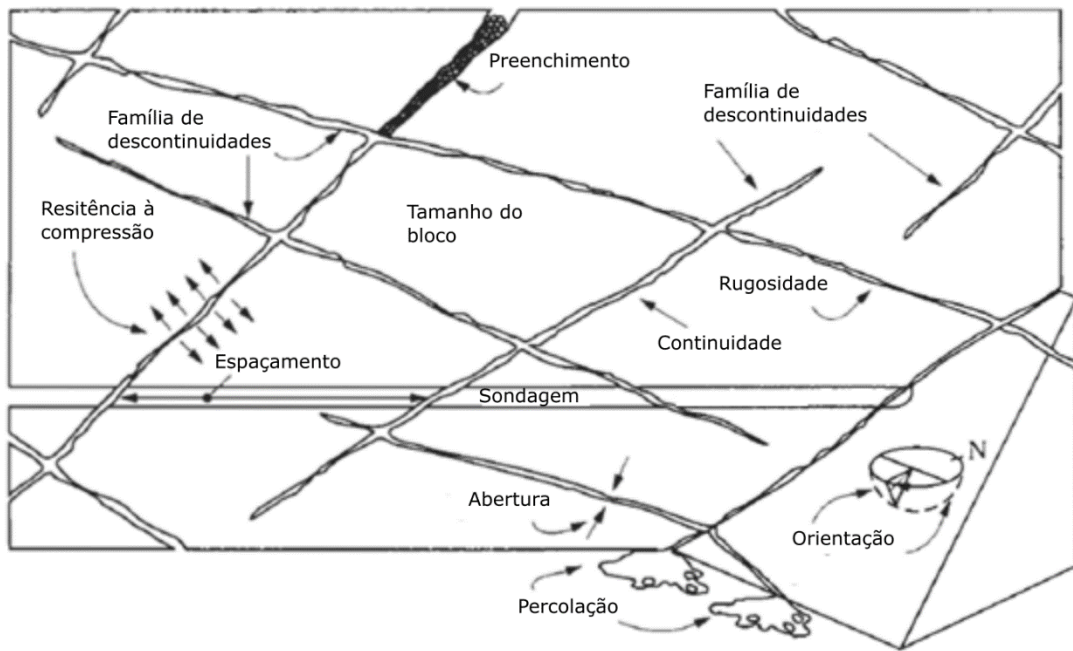 Preenchimento
Família de
descontinuidades
Família de
descontinuidades
Resitência à
compressão
Tamanho do
bloco
Rugosidade
Continuidade
Espaçamento
Sondagem
N
Abertura
Orientação
Percolação